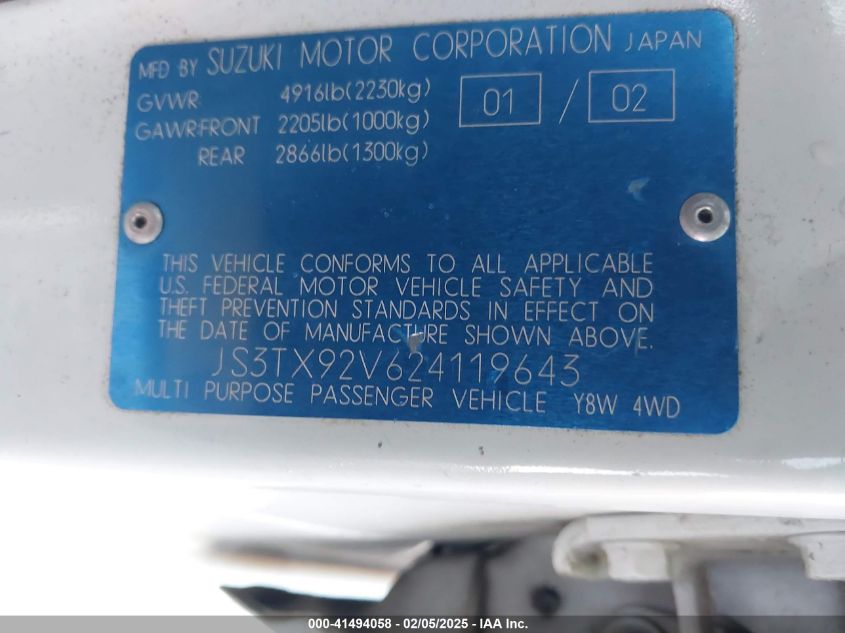 MFD BY SUZUKI MOTOR CORPORATION JAPAN
GVWR 4916lb(2230kg) 01 / 02
GAWRFRONT 2205lb(1000kg)
REAR 2866lb(1300kg)
THIS VEHICLE CONFORMS TO ALL APPLICABLE
U.S. FEDERAL MOTOR VEHICLE SAFETY AND
THEFT PREVENTION STANDARDS IN EFFECT ON
THE DATE OF MANUFACTURE SHOWN ABOVE.
JS3TX92V624119643
MULTI PURPOSE PASSENGER VEHICLE Y8W 4WD
000-41494058 - 02/05/2025 - IAA Inc.